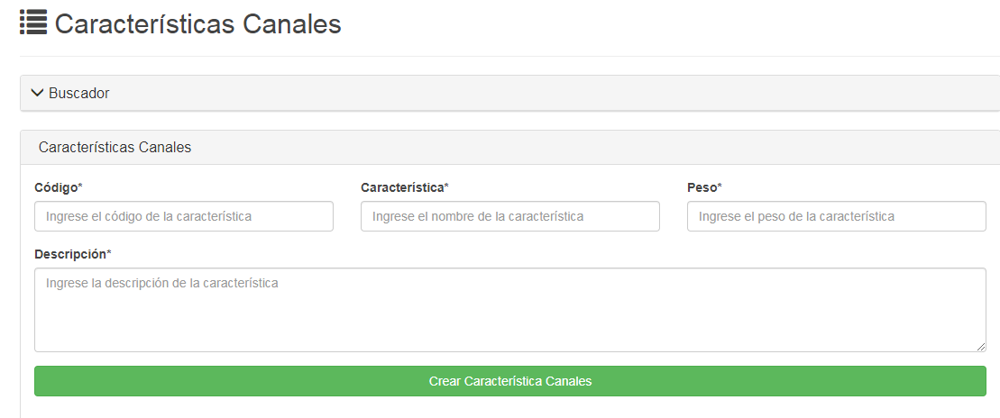 Características Canales
Buscador
Características Canales
Código* Característica* Peso*
Ingrese el código de la característica Ingrese el nombre de la característica Ingrese el peso de la característica
Descripción*
Ingrese la descripción de la característica
Crear Característica Canales